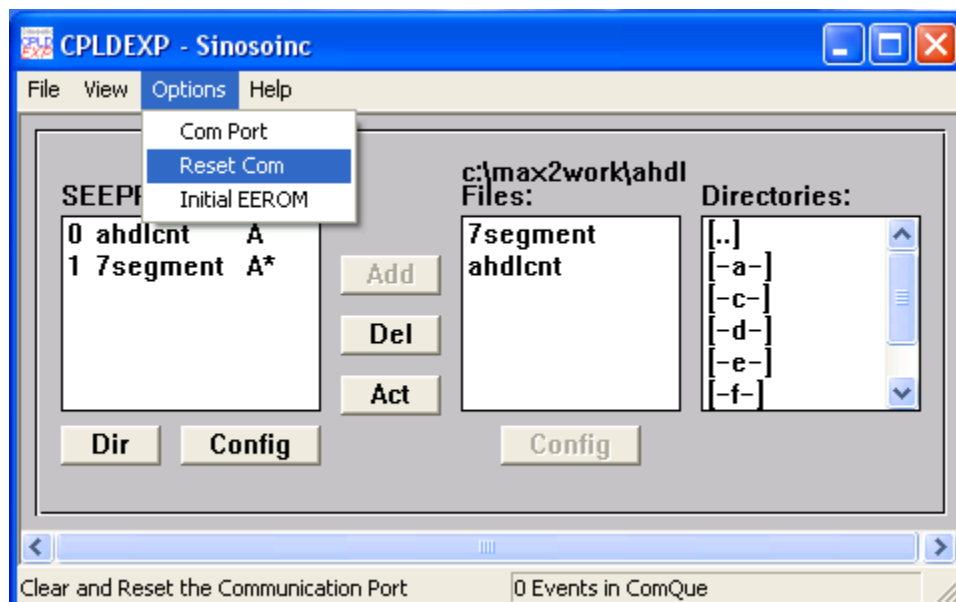 CPLDEXP - Sinosoinc
File View Options Help
Com Port
Reset Com
Initial EEROM
c:\max2work\ahdl
Files:
Directories:
0 ahdlcnt A
1 7segment A*
Add
Del
Act
7segment
ahdlcnt
[..]
[-a-]
[-c-]
[-d-]
[-e-]
[-f-]
Dir
Config
Config
Clear and Reset the Communication Port
0 Events in ComQue